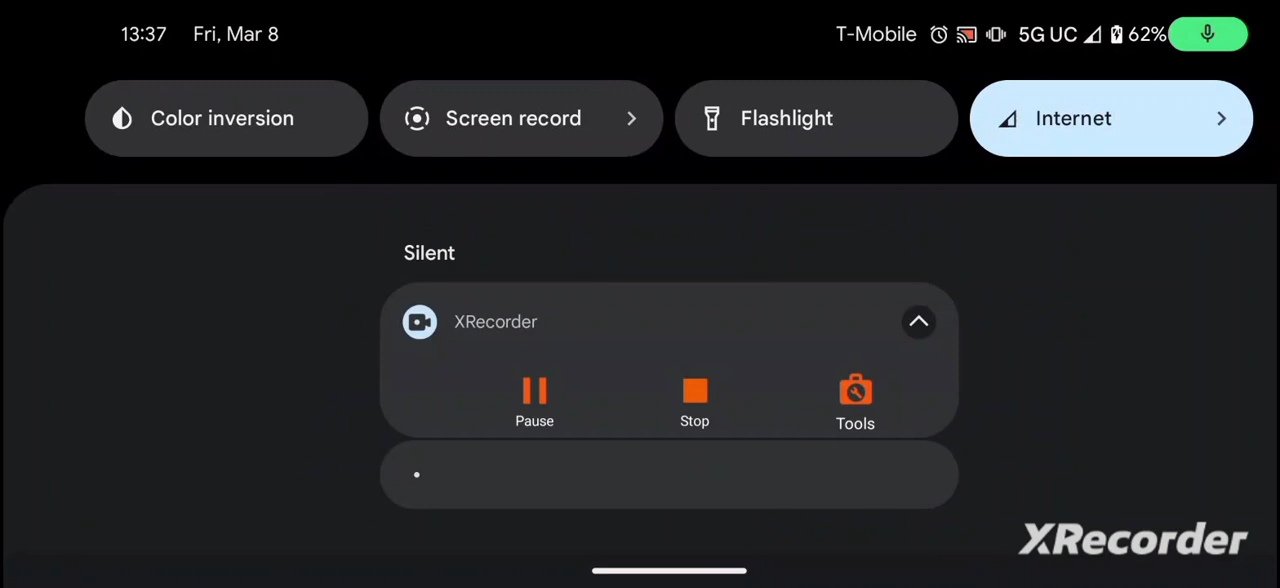 13:37 Fri, Mar 8 T-Mobile 5G UC 62%
Color inversion Screen record Flashlight Internet
Silent
XRecorder
Pause Stop Tools
XRecorder